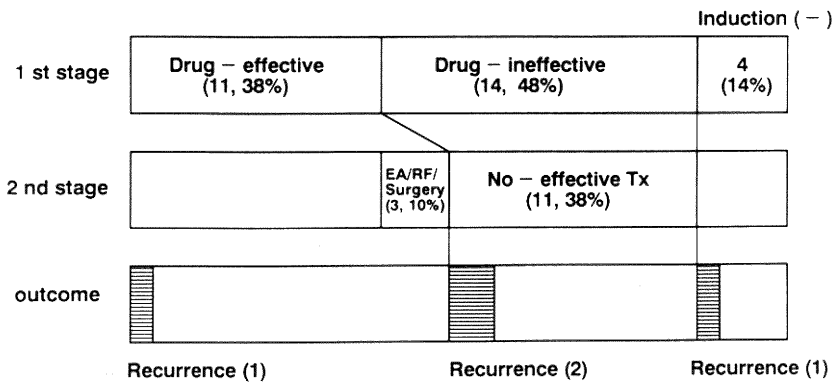 Induction (−)
1 st stage
Drug − effective
(11, 38%)
Drug − ineffective
(14, 48%)
4
(14%)
2 nd stage
EA/RF/
Surgery
(3, 10%)
No − effective Tx
(11, 38%)
outcome
Recurrence (1)
Recurrence (2)
Recurrence (1)